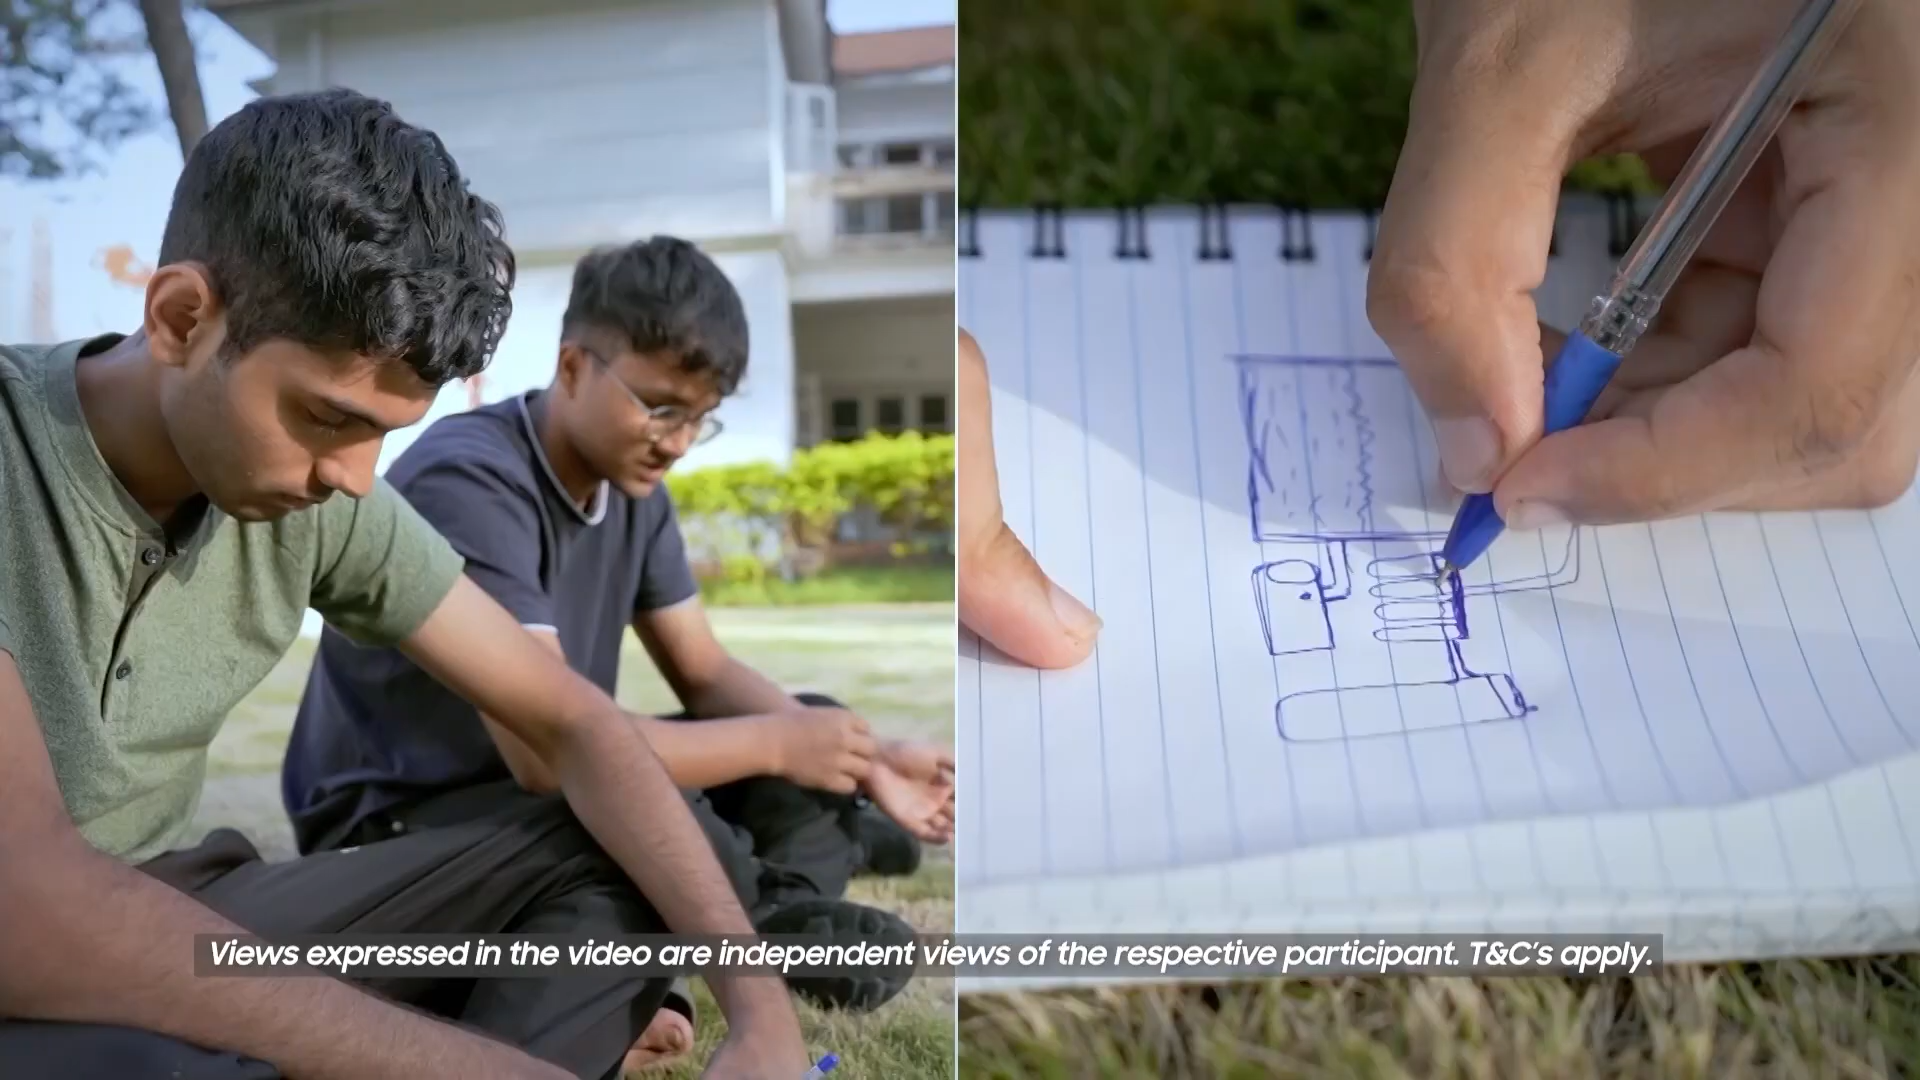 Views expressed in the video are independent views of the respective participant. T&C's apply.